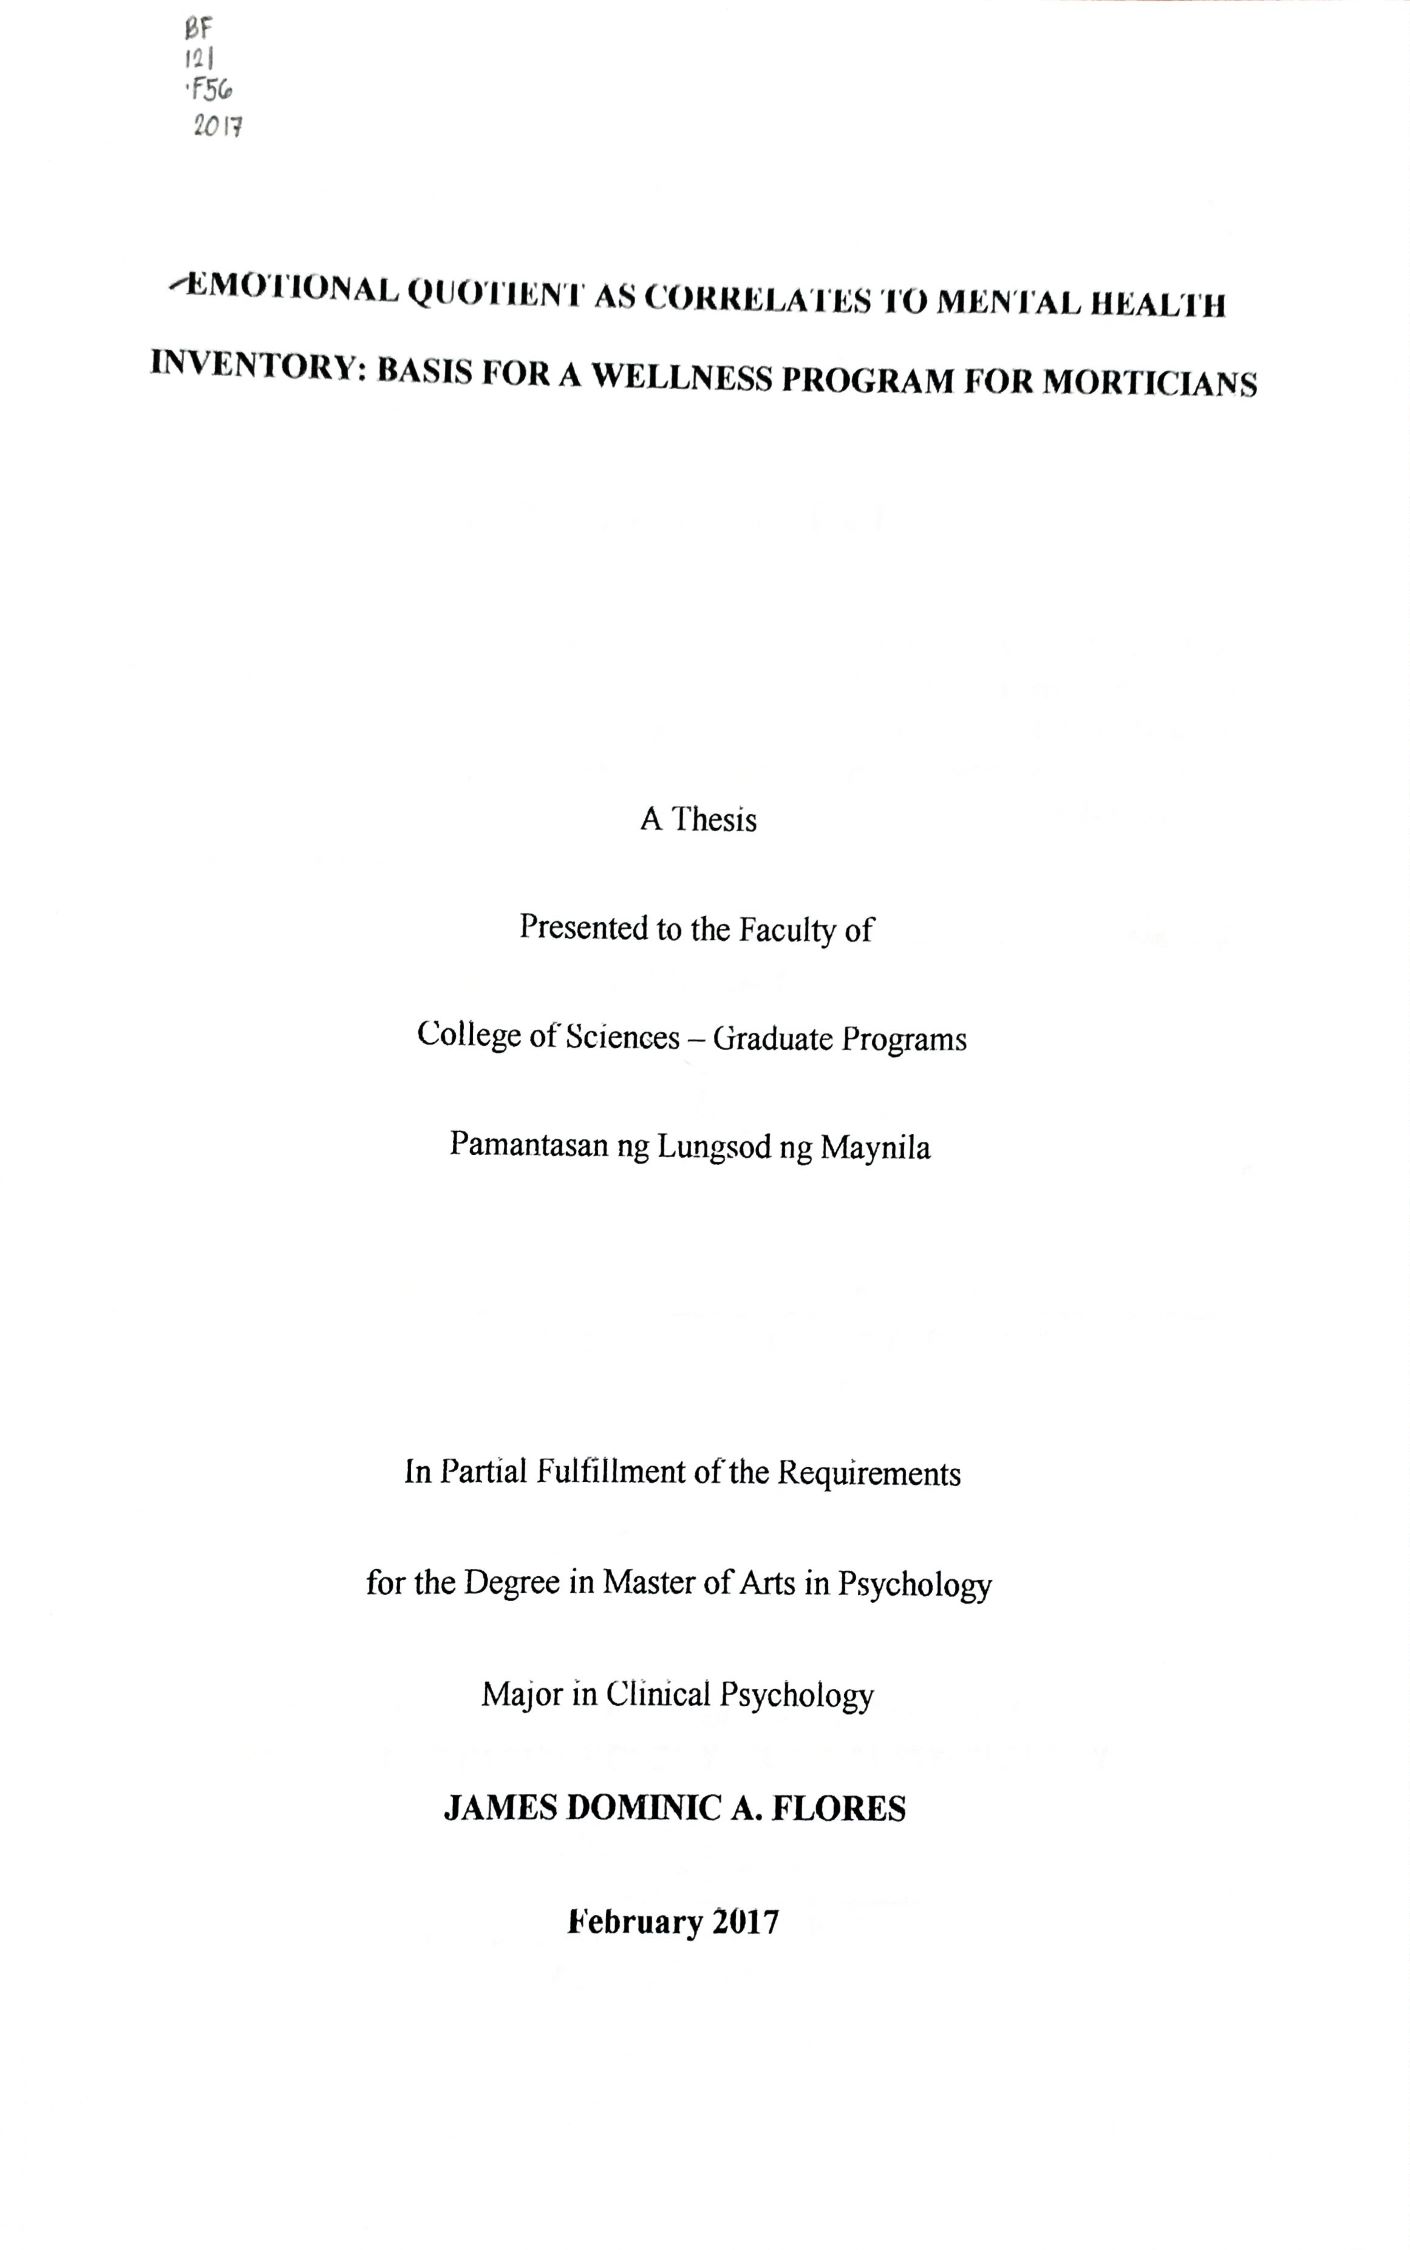 BF
121
.F56
2017
EMOTIONAL QUOTIENT AS CORRELATES TO MENTAL HEALTH
INVENTORY: BASIS FOR A WELLNESS PROGRAM FOR MORTICIANS
A Thesis
Presented to the Faculty of
College of Sciences – Graduate Programs
Pamantasan ng Lungsod ng Maynila
In Partial Fulfillment of the Requirements
for the Degree in Master of Arts in Psychology
Major in Clinical Psychology
JAMES DOMINIC A. FLORES
February 2017